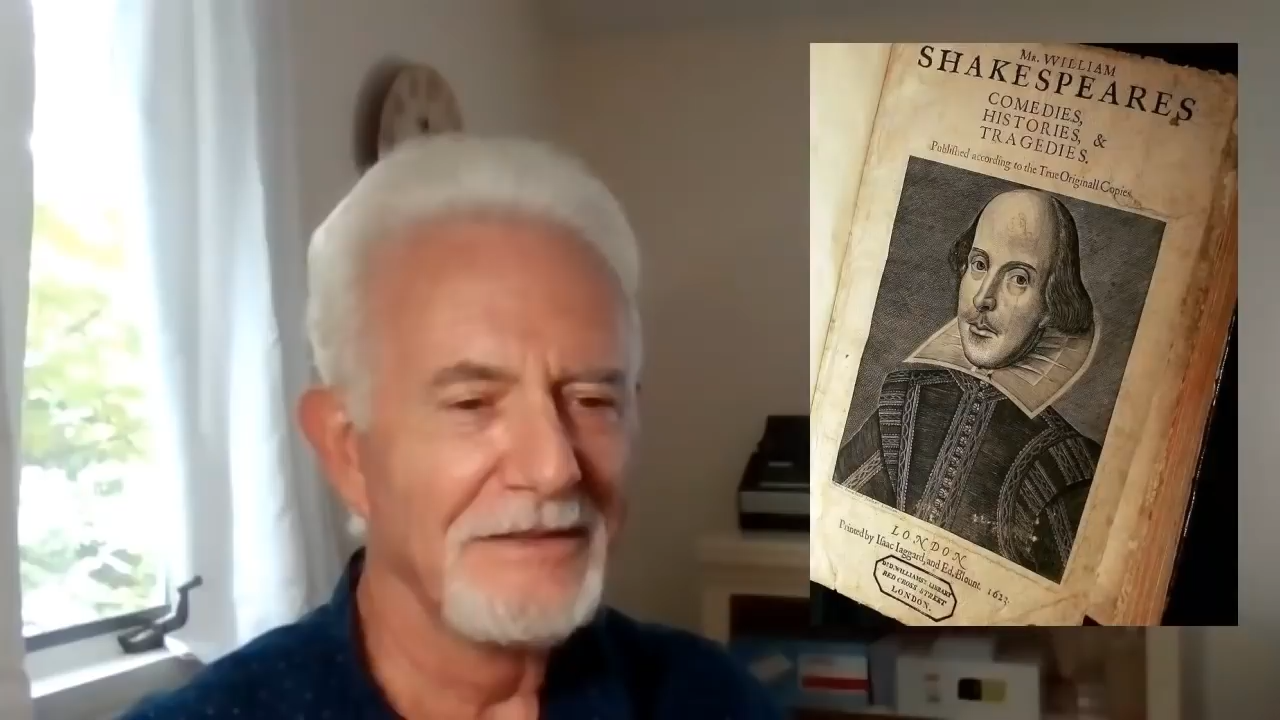 Mr. WILLIAM
SHAKESPEARES
COMEDIES,
HISTORIES, &
TRAGEDIES.
Published according to the True Originall Copies.
LONDON
Printed by Isaac Iaggard, and Ed. Blount. 1623.
DR. D. WILLIAMS'S LIBRARY
RED CROSS STREET
LONDON.